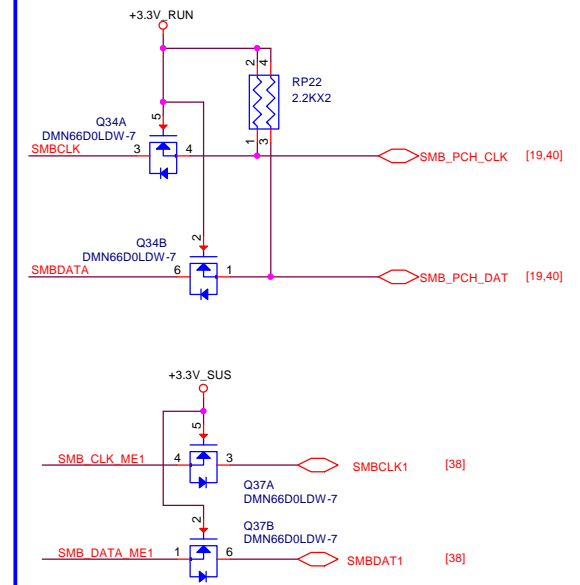 +3.3V_RUN
2
4
RP22
2.2KX2
Q34A
5
DMN66D0LDW-7
SMBCLK
3
4
1
3
SMB_PCH_CLK
[19,40]
2
Q34B
DMN66D0LDW-7
SMBDATA
6
1
SMB_PCH_DAT
[19,40]
+3.3V_SUS
5
SMB_CLK_ME1
4
3
SMBCLK1
[38]
Q37A
DMN66D0LDW-7
2
Q37B
DMN66D0LDW-7
SMB_DATA_ME1
1
6
SMBDAT1
[38]